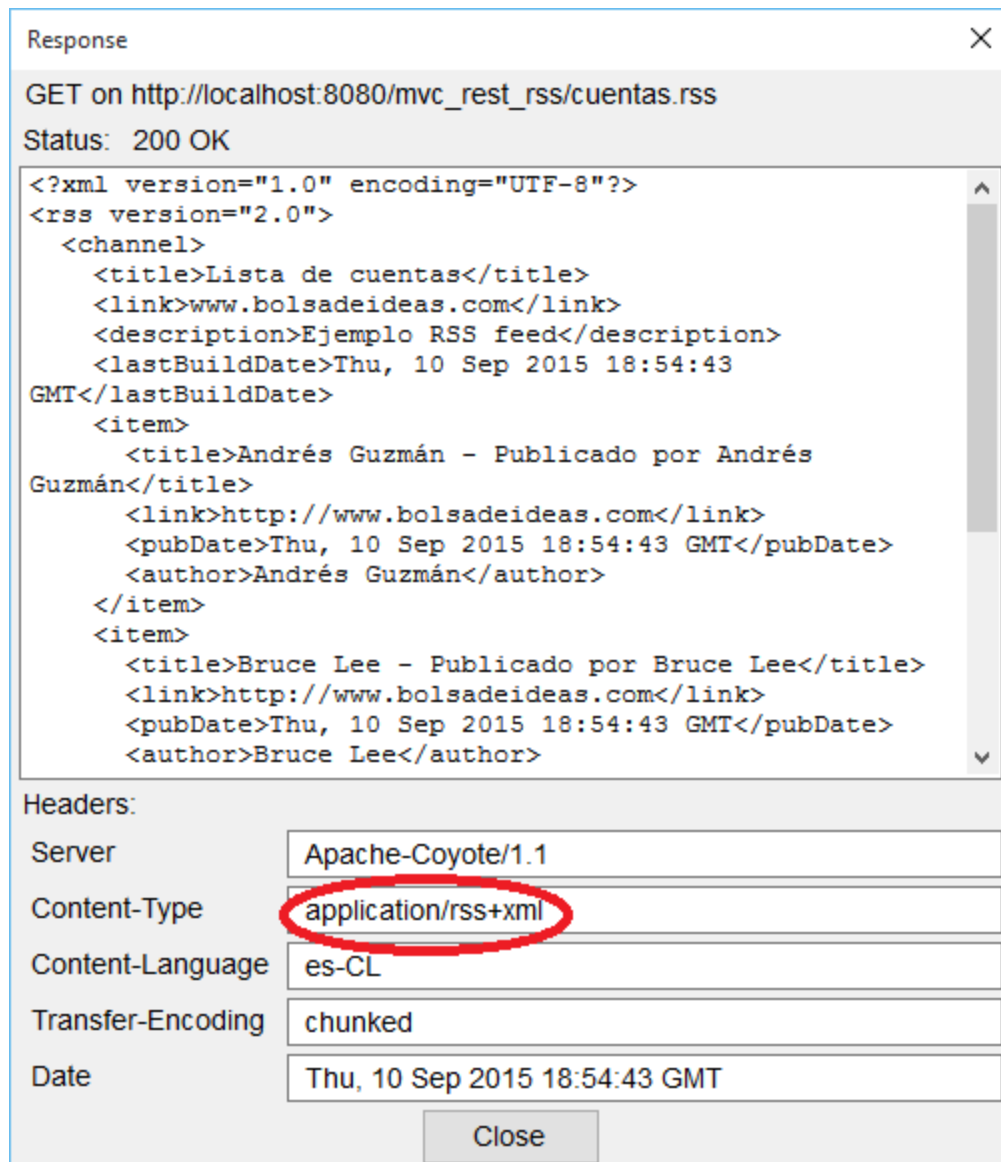 Response
GET on http://localhost:8080/mvc_rest_rss/cuentas.rss
Status: 200 OK
<?xml version="1.0" encoding="UTF-8"?>
<rss version="2.0">
  <channel>
    <title>Lista de cuentas</title>
    <link>www.bolsadeideas.com</link>
    <description>Ejemplo RSS feed</description>
    <lastBuildDate>Thu, 10 Sep 2015 18:54:43
GMT</lastBuildDate>
    <item>
      <title>Andrés Guzmán - Publicado por Andrés
Guzmán</title>
      <link>http://www.bolsadeideas.com</link>
      <pubDate>Thu, 10 Sep 2015 18:54:43 GMT</pubDate>
      <author>Andrés Guzmán</author>
    </item>
    <item>
      <title>Bruce Lee - Publicado por Bruce Lee</title>
      <link>http://www.bolsadeideas.com</link>
      <pubDate>Thu, 10 Sep 2015 18:54:43 GMT</pubDate>
      <author>Bruce Lee</author>
Headers:
Server Apache-Coyote/1.1
Content-Type application/rss+xml
Content-Language es-CL
Transfer-Encoding chunked
Date Thu, 10 Sep 2015 18:54:43 GMT
Close